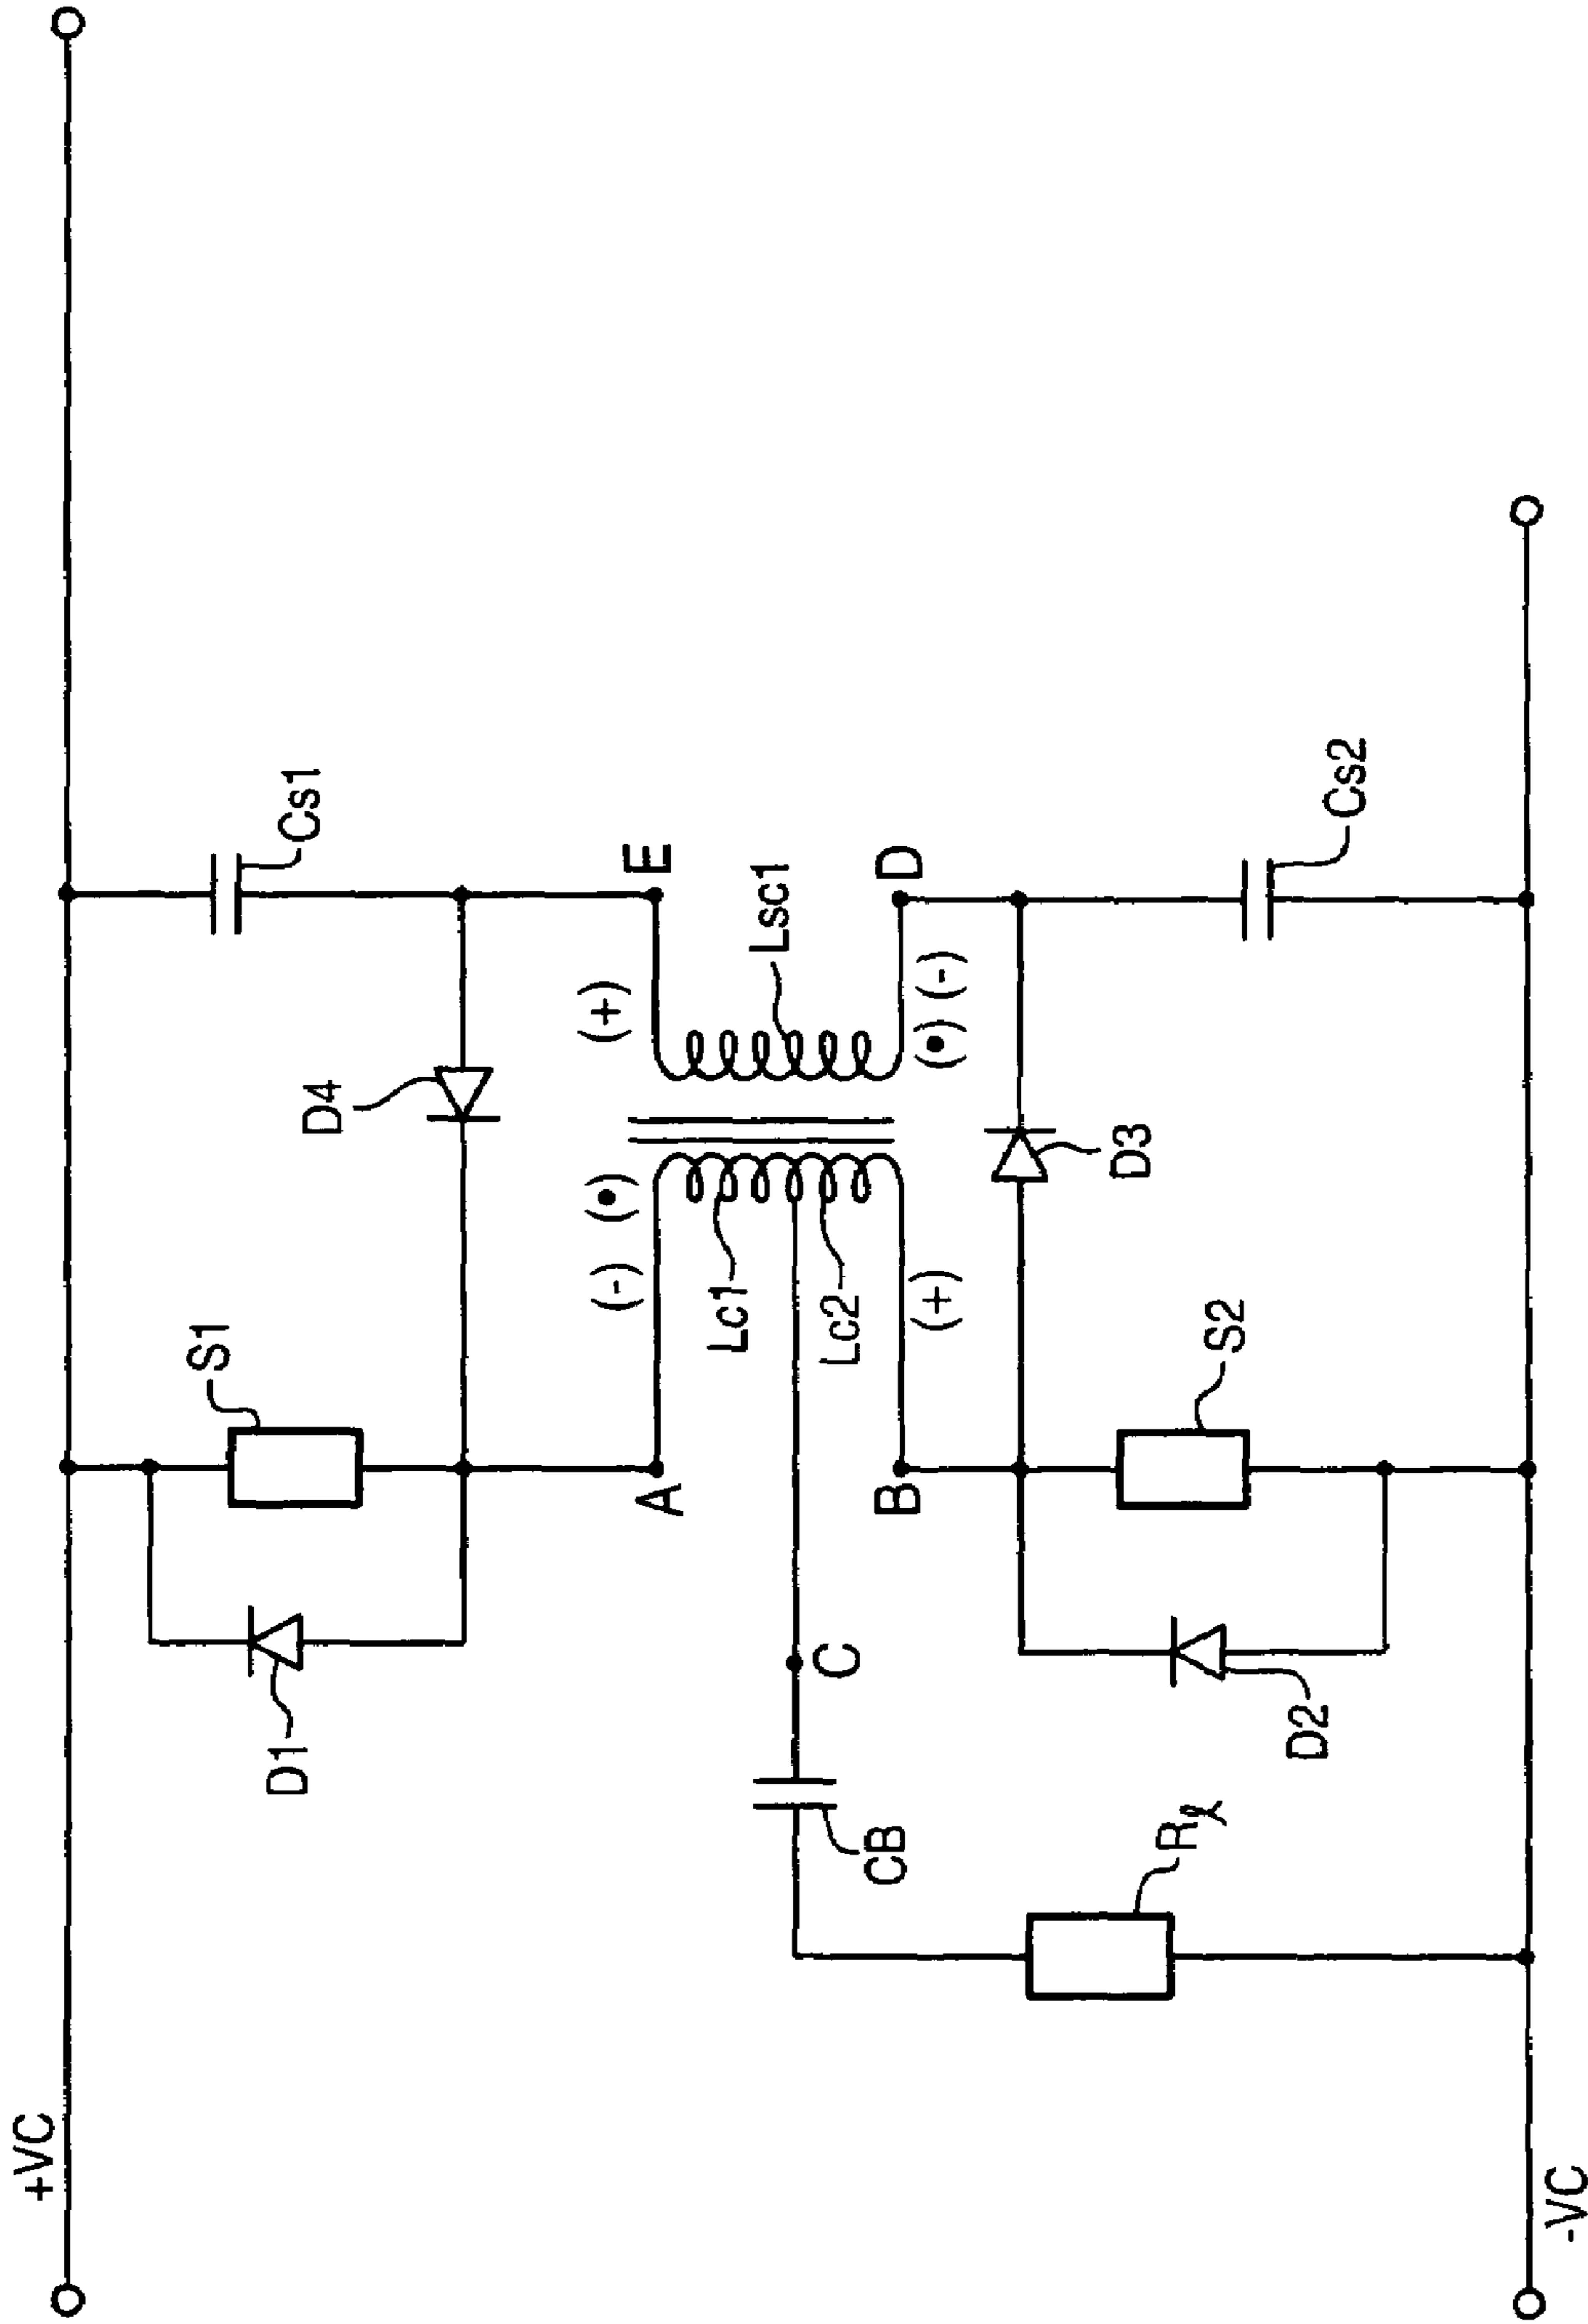 +VC
Cs1
D4
E
(+)
S1
(-) (•)
Lsc1
D1
A
Lc1
D
C
Lc2
(•) (-)
B
(+)
CB
D3
Cs2
S2
Rℓ
D2
-VC